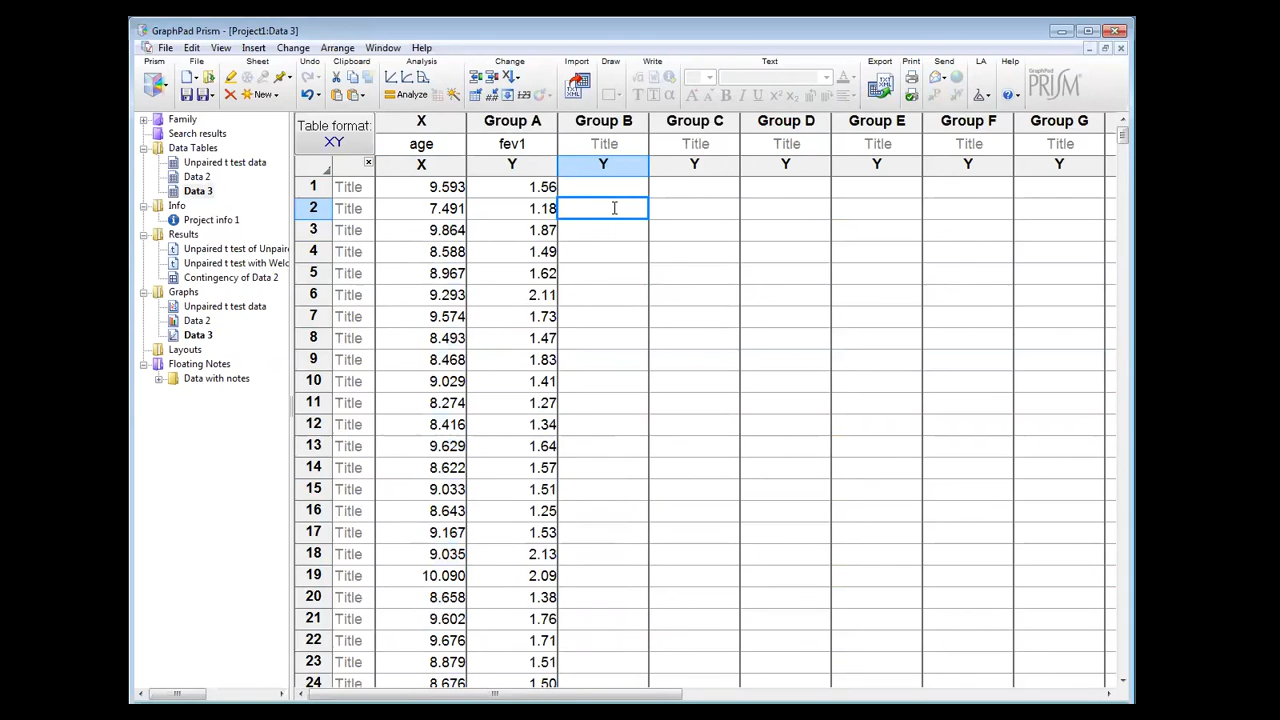 GraphPad Prism - [Project1:Data 3]
File Edit View Insert Change Arrange Window Help
Prism File Sheet Undo Clipboard Analysis Change Import Draw Write Text Export Print Send LA Help
New Analyze 123 GraphPad PRISM
Family
Search results
Data Tables
Unpaired t test data
Data 2
Data 3
Info
Project info 1
Results
Unpaired t test of Unpair
Unpaired t test with Welc
Contingency of Data 2
Graphs
Unpaired t test data
Data 2
Data 3
Layouts
Floating Notes
Data with notes
Table format: XY
X Group A Group B Group C Group D Group E Group F Group G
age fev1 Title Title Title Title Title Title
X Y Y Y Y Y Y Y
1 Title 9.593 1.56
2 Title 7.491 1.18
3 Title 9.864 1.87
4 Title 8.588 1.49
5 Title 8.967 1.62
6 Title 9.293 2.11
7 Title 9.574 1.73
8 Title 8.493 1.47
9 Title 8.468 1.83
10 Title 9.029 1.41
11 Title 8.274 1.27
12 Title 8.416 1.34
13 Title 9.629 1.64
14 Title 8.622 1.57
15 Title 9.033 1.51
16 Title 8.643 1.25
17 Title 9.167 1.53
18 Title 9.035 2.13
19 Title 10.090 2.09
20 Title 8.658 1.38
21 Title 9.602 1.76
22 Title 9.676 1.71
23 Title 8.879 1.51
24 Title 8.676 1.50